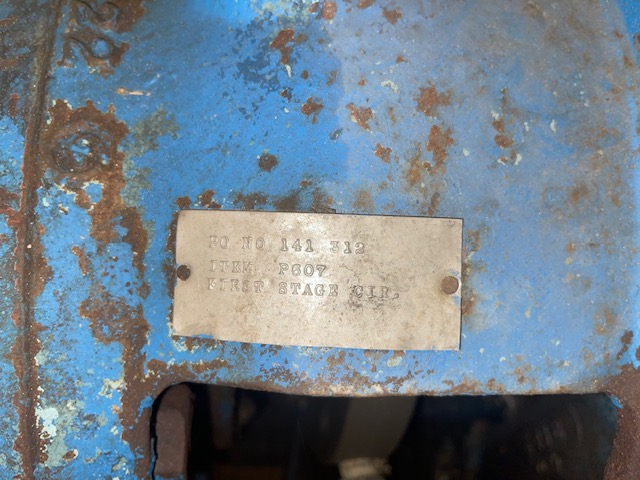 PO NO 141 312
ITEM P607
FIRST STAGE CIR.